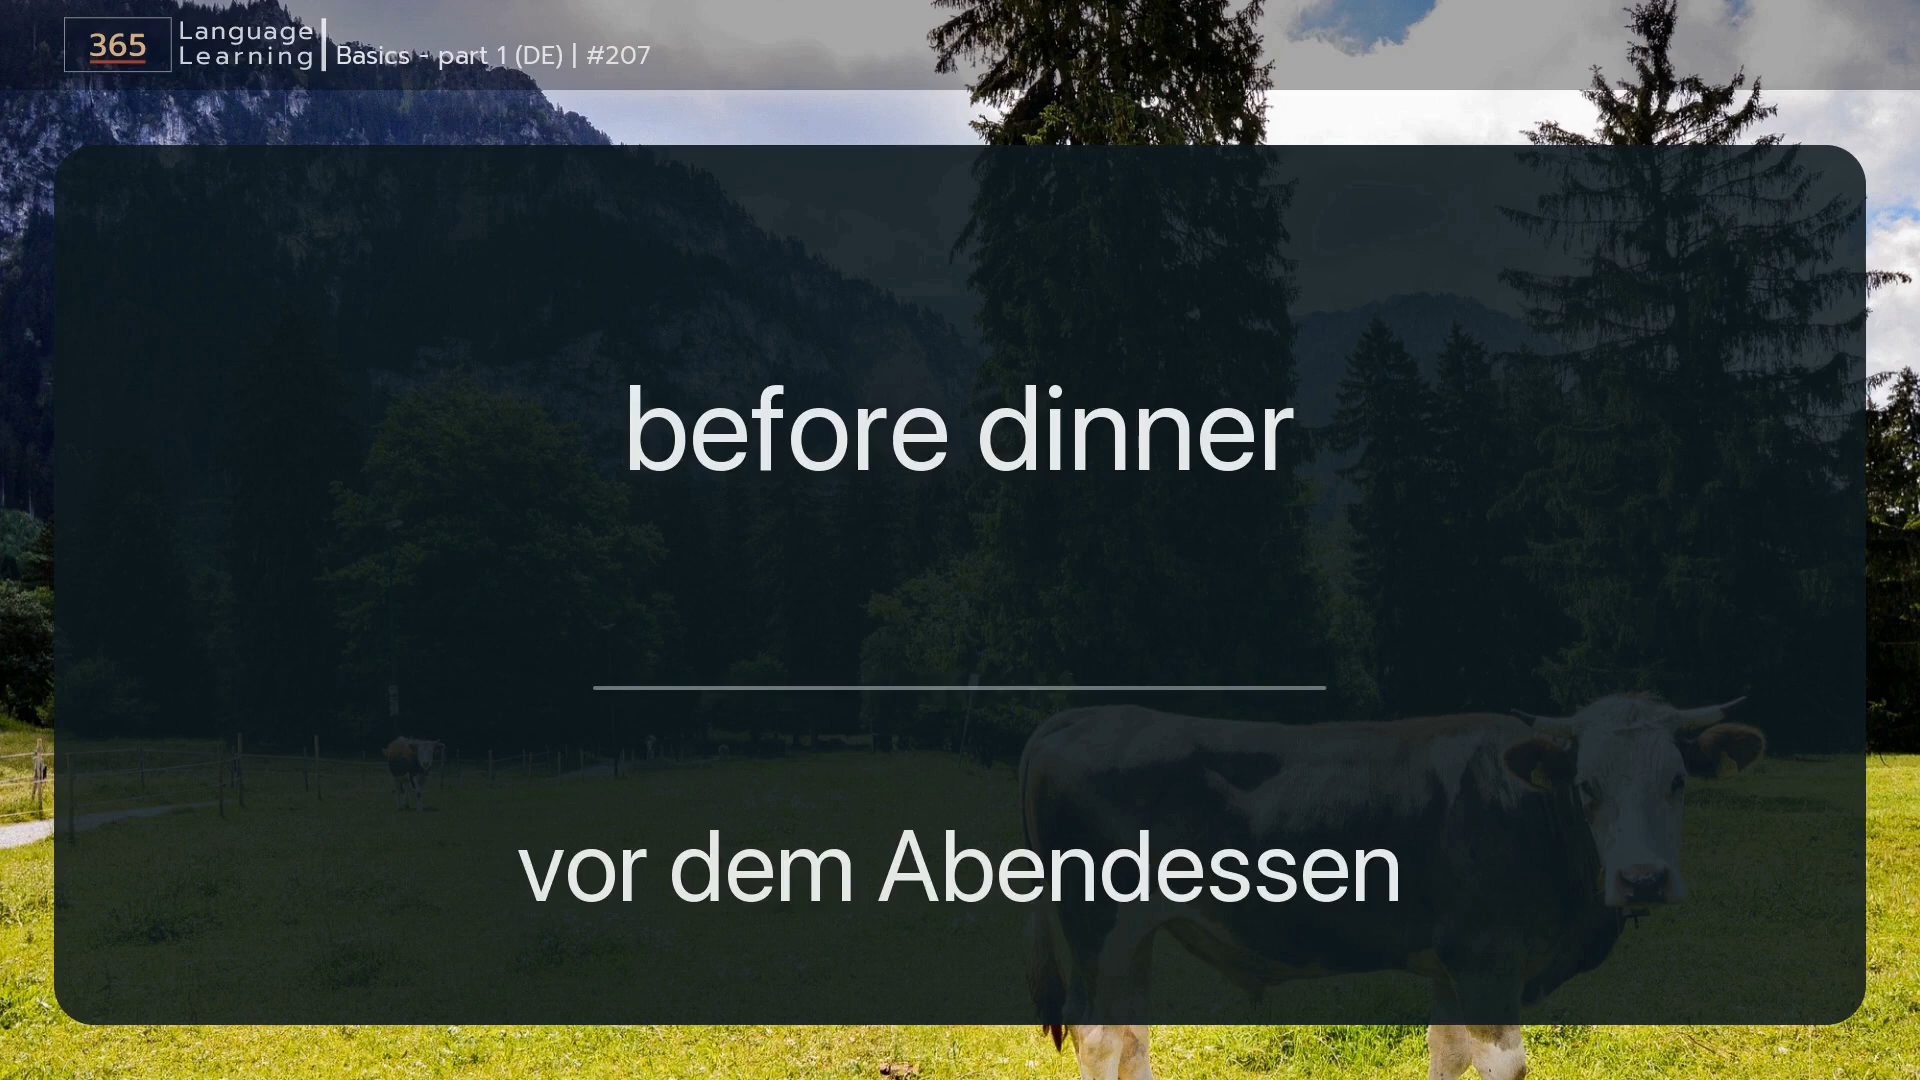 365 Language
Learning
Basics - part 1 (DE) | #207
before dinner
vor dem Abendessen